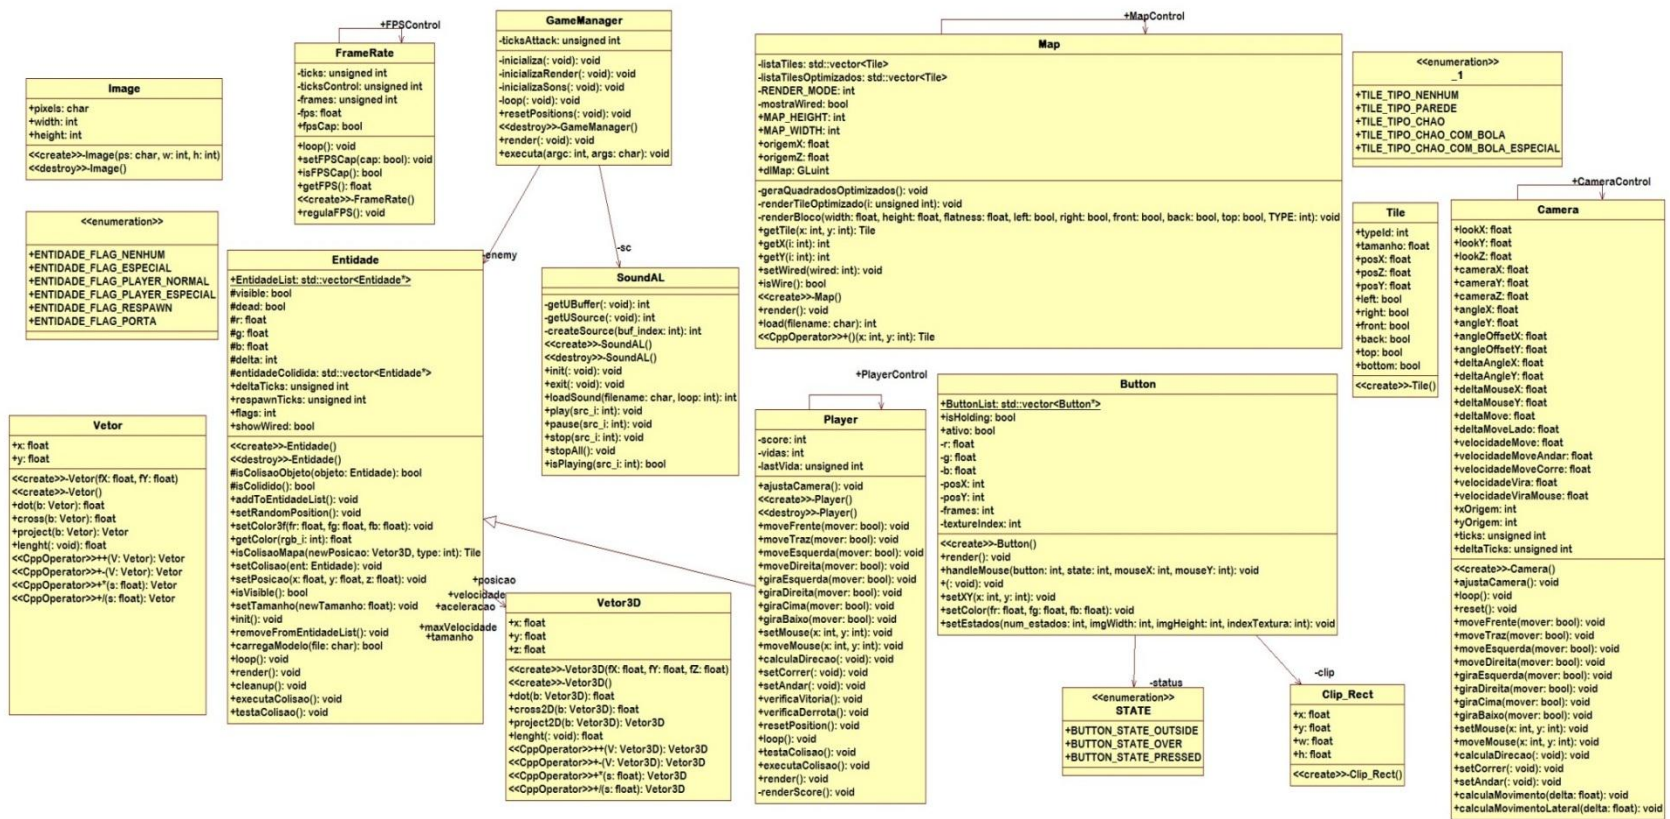 Image
+pixels: char
+width: int
+height: int
<<create>>-Image(ps: char, w: int, h: int)
<<destroy>>-Image()
<<enumeration>>
+ENTIDADE_FLAG_NENHUM
+ENTIDADE_FLAG_ESPECIAL
+ENTIDADE_FLAG_PLAYER_NORMAL
+ENTIDADE_FLAG_PLAYER_ESPECIAL
+ENTIDADE_FLAG_RESPAWN
+ENTIDADE_FLAG_PORTA
Vetor
+x: float
+y: float
<<create>>-Vetor(fX: float, fY: float)
<<create>>-Vetor()
+dot(b: Vetor): float
+cross(b: Vetor): float
+project(b: Vetor): Vetor
+lenght(: void): float
<<CppOperator>>++(V: Vetor): Vetor
<<CppOperator>>+-(V: Vetor): Vetor
<<CppOperator>>+*(s: float): Vetor
<<CppOperator>>+/(s: float): Vetor
+FPSControl
FrameRate
-ticks: unsigned int
-ticksControl: unsigned int
-frames: unsigned int
-fps: float
+fpsCap: bool
+loop(): void
+setFPSCap(cap: bool): void
+isFPSCap(): bool
+getFPS(): float
<<create>>-FrameRate()
+regulaFPS(): void
GameManager
-ticksAttack: unsigned int
-inicializa(: void): void
-inicializaRender(: void): void
-inicializaSons(: void): void
-loop(: void): void
+resetPositions(: void): void
<<destroy>>-GameManager()
+render(: void): void
+executa(argc: int, args: char): void
-enemy
-sc
Entidade
+EntidadeList: std::vector<Entidade*>
#visible: bool
#dead: bool
#r: float
#g: float
#b: float
#delta: int
#entidadeColidida: std::vector<Entidade*>
+deltaTicks: unsigned int
+respawnTicks: unsigned int
+flags: int
+showWired: bool
<<create>>-Entidade()
<<destroy>>-Entidade()
#isColisaoObjeto(objeto: Entidade): bool
#isColidido(): bool
+addToEntidadeList(): void
+setRandomPosition(): void
+setColor3f(fr: float, fg: float, fb: float): void
+getColor(rgb_i: int): float
+isColisaoMapa(newPosicao: Vetor3D, type: int): Tile
+setColisao(ent: Entidade): void
+setPosicao(x: float, y: float, z: float): void
+isVisible(): bool
+setTamanho(newTamanho: float): void
+init(): void
+removeFromEntidadeList(): void
+carregaModelo(file: char): bool
+loop(): void
+render(): void
+cleanup(): void
+executaColisao(): void
+testaColisao(): void
SoundAL
-getUBuffer(: void): int
-getUSource(: void): int
-createSource(buf_index: int): int
<<create>>-SoundAL()
<<destroy>>-SoundAL()
+init(: void): void
+exit(: void): void
+loadSound(filename: char, loop: int): int
+play(src_i: int): void
+pause(src_i: int): void
+stop(src_i: int): void
+stopAll(): void
+isPlaying(src_i: int): bool
+posicao
+velocidade
+aceleracao
+maxVelocidade
+tamanho
Vetor3D
+x: float
+y: float
+z: float
<<create>>-Vetor3D(fX: float, fY: float, fZ: float)
<<create>>-Vetor3D()
+dot(b: Vetor3D): float
+cross2D(b: Vetor3D): float
+project2D(b: Vetor3D): Vetor3D
+lenght(: void): float
<<CppOperator>>++(V: Vetor3D): Vetor3D
<<CppOperator>>+-(V: Vetor3D): Vetor3D
<<CppOperator>>+*(s: float): Vetor3D
<<CppOperator>>+/(s: float): Vetor3D
+MapControl
Map
-listaTiles: std::vector<Tile>
-listaTilesOptimizados: std::vector<Tile>
-RENDER_MODE: int
-mostraWired: bool
+MAP_HEIGHT: int
+MAP_WIDTH: int
+origemX: float
+origemZ: float
+dlMap: GLuint
-geraQuadradosOptimizados(): void
-renderTileOptimizado(i: unsigned int): void
-renderBloco(width: float, height: float, flatness: float, left: bool, right: bool, front: bool, back: bool, top: bool, TYPE: int): void
+getTile(x: int, y: int): Tile
+getX(i: int): int
+getY(i: int): int
+setWired(wired: int): void
+isWire(): bool
<<create>>-Map()
+render(): void
+load(filename: char): int
<<CppOperator>>+()(x: int, y: int): Tile
+PlayerControl
Player
-score: int
-vidas: int
-lastVida: unsigned int
+ajustaCamera(): void
<<create>>-Player()
<<destroy>>-Player()
+moveFrente(mover: bool): void
+moveTraz(mover: bool): void
+moveEsquerda(mover: bool): void
+moveDireita(mover: bool): void
+giraEsquerda(mover: bool): void
+giraDireita(mover: bool): void
+giraCima(mover: bool): void
+giraBaixo(mover: bool): void
+setMouse(x: int, y: int): void
+moveMouse(x: int, y: int): void
+calculaDirecao(: void): void
+setCorrer(: void): void
+setAndar(: void): void
+verificaVitoria(): void
+verificaDerrota(): void
+resetPosition(): void
+loop(): void
+testaColisao(): void
+executaColisao(): void
+render(): void
-renderScore(): void
Button
+ButtonList: std::vector<Button*>
+isHolding: bool
+ativo: bool
-r: float
-g: float
-b: float
-posX: int
-posY: int
-frames: int
-textureIndex: int
<<create>>-Button()
+render(): void
+handleMouse(button: int, state: int, mouseX: int, mouseY: int): void
+(: void): void
+setXY(x: int, y: int): void
+setColor(fr: float, fg: float, fb: float): void
+setEstados(num_estados: int, imgWidth: int, imgHeight: int, indexTextura: int): void
-status
-clip
<<enumeration>>
STATE
+BUTTON_STATE_OUTSIDE
+BUTTON_STATE_OVER
+BUTTON_STATE_PRESSED
Clip_Rect
+x: float
+y: float
+w: float
+h: float
<<create>>-Clip_Rect()
<<enumeration>>
_1
+TILE_TIPO_NENHUM
+TILE_TIPO_PAREDE
+TILE_TIPO_CHAO
+TILE_TIPO_CHAO_COM_BOLA
+TILE_TIPO_CHAO_COM_BOLA_ESPECIAL
Tile
+typeId: int
+tamanho: float
+posX: float
+posZ: float
+posY: float
+left: bool
+right: bool
+front: bool
+back: bool
+top: bool
+bottom: bool
<<create>>-Tile()
+CameraControl
Camera
+lookX: float
+lookY: float
+lookZ: float
+cameraX: float
+cameraY: float
+cameraZ: float
+angleX: float
+angleY: float
+angleOffsetX: float
+angleOffsetY: float
+deltaAngleX: float
+deltaAngleY: float
+deltaMouseX: float
+deltaMouseY: float
+deltaMove: float
+deltaMoveLado: float
+velocidadeMove: float
+velocidadeMoveAndar: float
+velocidadeMoveCorre: float
+velocidadeVira: float
+velocidadeViraMouse: float
+xOrigem: int
+yOrigem: int
+ticks: unsigned int
+deltaTicks: unsigned int
<<create>>-Camera()
+ajustaCamera(): void
+loop(): void
+reset(): void
+moveFrente(mover: bool): void
+moveTraz(mover: bool): void
+moveEsquerda(mover: bool): void
+moveDireita(mover: bool): void
+giraEsquerda(mover: bool): void
+giraDireita(mover: bool): void
+giraCima(mover: bool): void
+giraBaixo(mover: bool): void
+setMouse(x: int, y: int): void
+moveMouse(x: int, y: int): void
+calculaDirecao(: void): void
+setCorrer(: void): void
+setAndar(: void): void
+calculaMovimento(delta: float): void
+calculaMovimentoLateral(delta: float): void